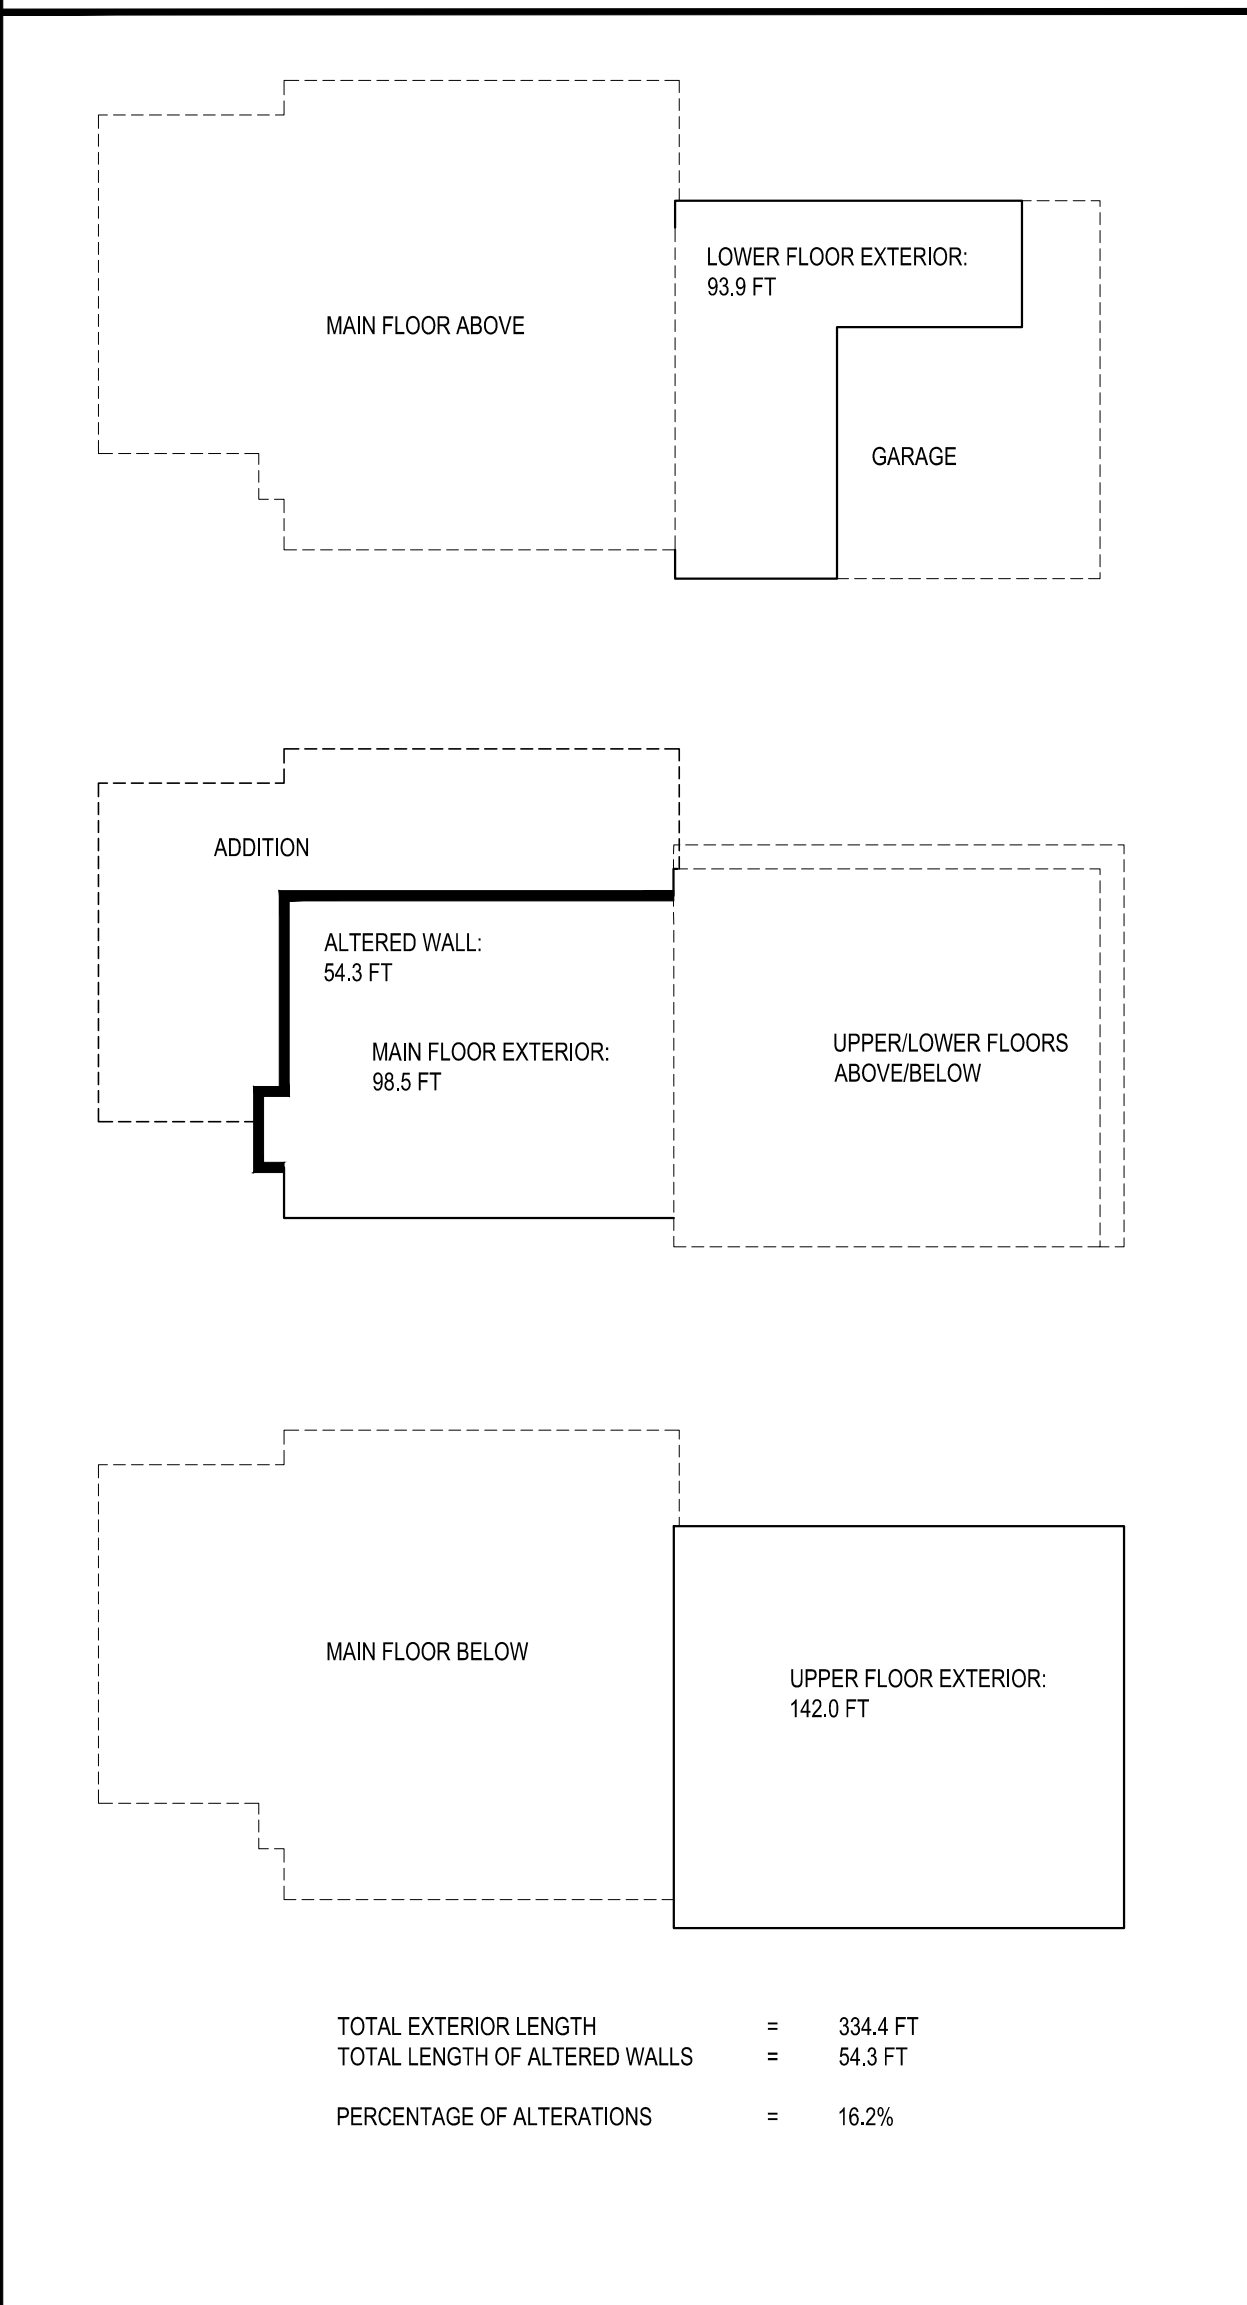 LOWER FLOOR EXTERIOR:
93.9 FT
MAIN FLOOR ABOVE
GARAGE
ADDITION
ALTERED WALL:
54.3 FT
MAIN FLOOR EXTERIOR:
98.5 FT
UPPER/LOWER FLOORS
ABOVE/BELOW
MAIN FLOOR BELOW
UPPER FLOOR EXTERIOR:
142.0 FT
TOTAL EXTERIOR LENGTH = 334.4 FT
TOTAL LENGTH OF ALTERED WALLS = 54.3 FT
PERCENTAGE OF ALTERATIONS = 16.2%